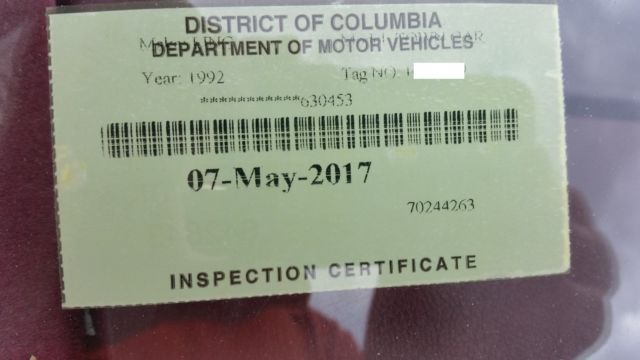 DISTRICT OF COLUMBIA
DEPARTMENT OF MOTOR VEHICLES
Year: 1992 Tag NO:
***********630453
07-May-2017
70244263
INSPECTION CERTIFICATE